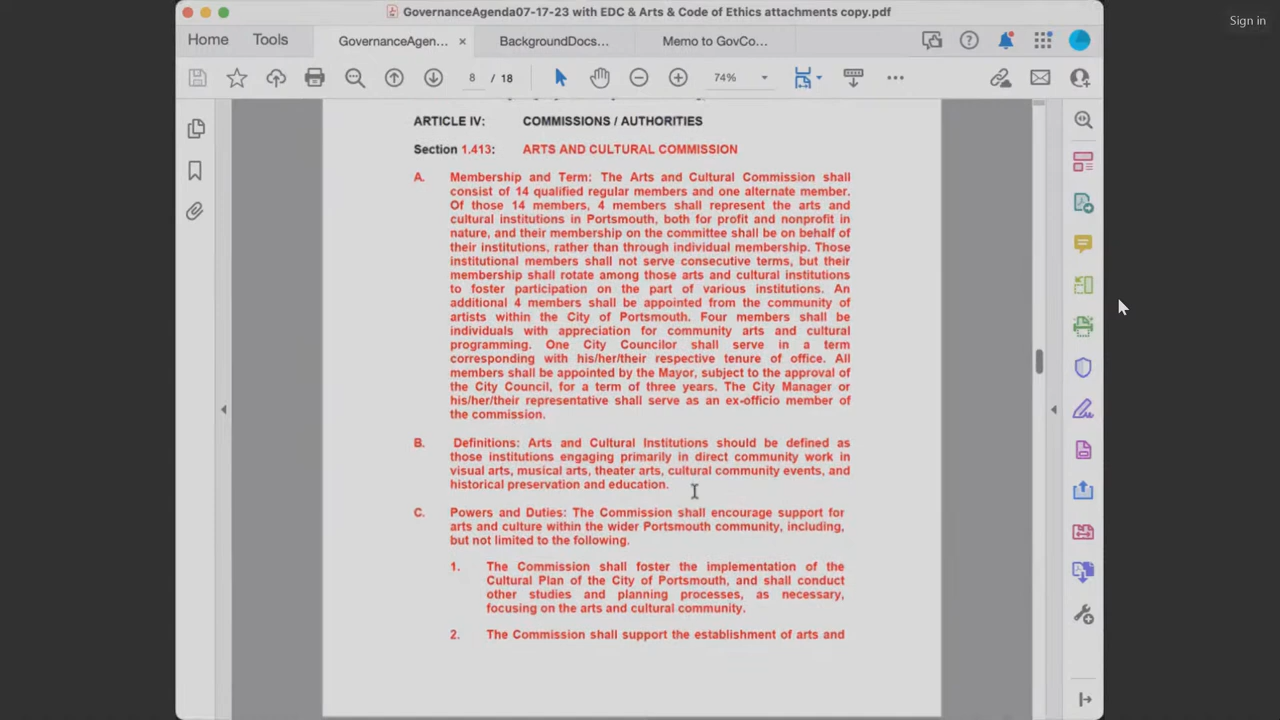 Sign in
GovernanceAgenda07-17-23 with EDC & Arts & Code of Ethics attachments copy.pdf
Home Tools GovernanceAgen... × BackgroundDocs... Memo to GovCo...
8 / 18 74%
ARTICLE IV: COMMISSIONS / AUTHORITIES
Section 1.413: ARTS AND CULTURAL COMMISSION
A. Membership and Term: The Arts and Cultural Commission shall
consist of 14 qualified regular members and one alternate member.
Of those 14 members, 4 members shall represent the arts and
cultural institutions in Portsmouth, both for profit and nonprofit in
nature, and their membership on the committee shall be on behalf of
their institutions, rather than through individual membership. Those
institutional members shall not serve consecutive terms, but their
membership shall rotate among those arts and cultural institutions
to foster participation on the part of various institutions. An
additional 4 members shall be appointed from the community of
artists within the City of Portsmouth. Four members shall be
individuals with appreciation for community arts and cultural
programming. One City Councilor shall serve in a term
corresponding with his/her/their respective tenure of office. All
members shall be appointed by the Mayor, subject to the approval of
the City Council, for a term of three years. The City Manager or
his/her/their representative shall serve as an ex-officio member of
the commission.
B. Definitions: Arts and Cultural Institutions should be defined as
those institutions engaging primarily in direct community work in
visual arts, musical arts, theater arts, cultural community events, and
historical preservation and education.
C. Powers and Duties: The Commission shall encourage support for
arts and culture within the wider Portsmouth community, including,
but not limited to the following.
1. The Commission shall foster the implementation of the
Cultural Plan of the City of Portsmouth, and shall conduct
other studies and planning processes, as necessary,
focusing on the arts and cultural community.
2. The Commission shall support the establishment of arts and